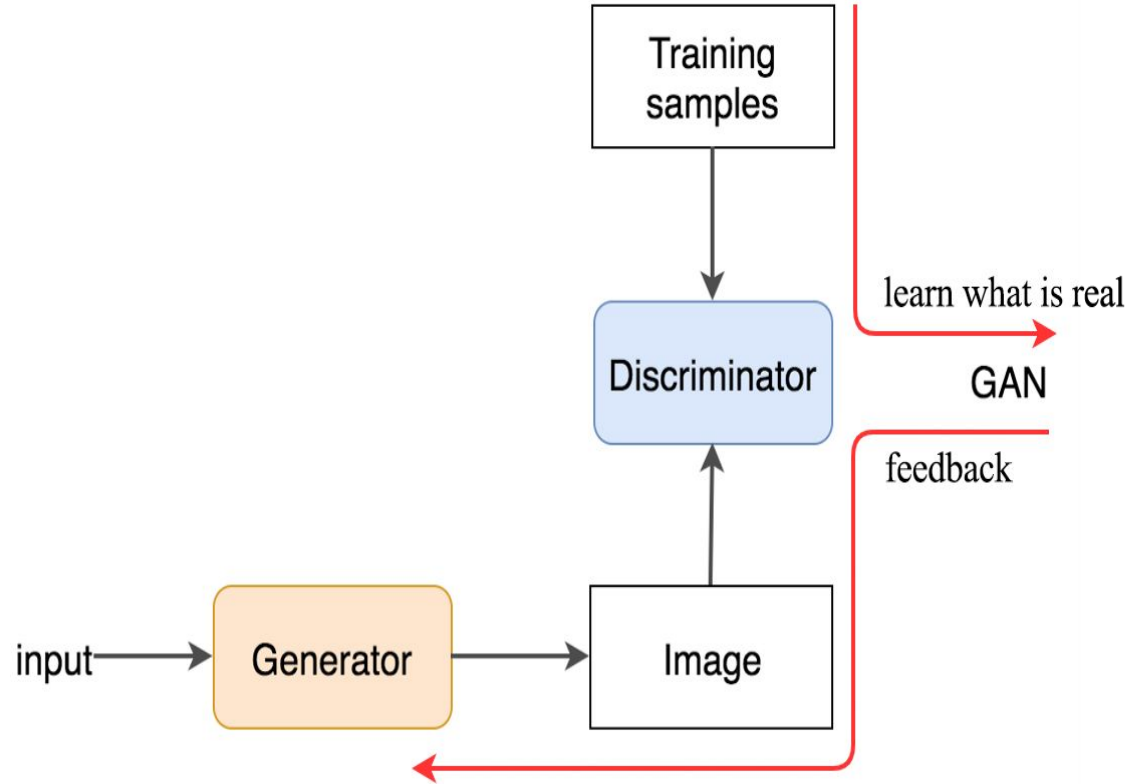 Training
samples
learn what is real
Discriminator
GAN
feedback
input
Generator
Image